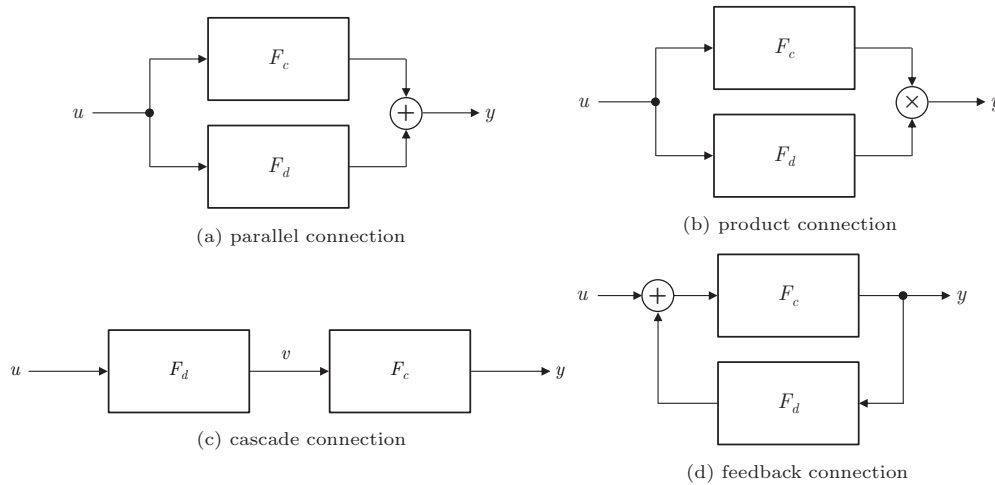 F_c
u
+
y
F_d
(a) parallel connection
F_c
u
×
y
F_d
(b) product connection
u
F_d
v
F_c
y
(c) cascade connection
u
+
F_c
y
F_d
(d) feedback connection